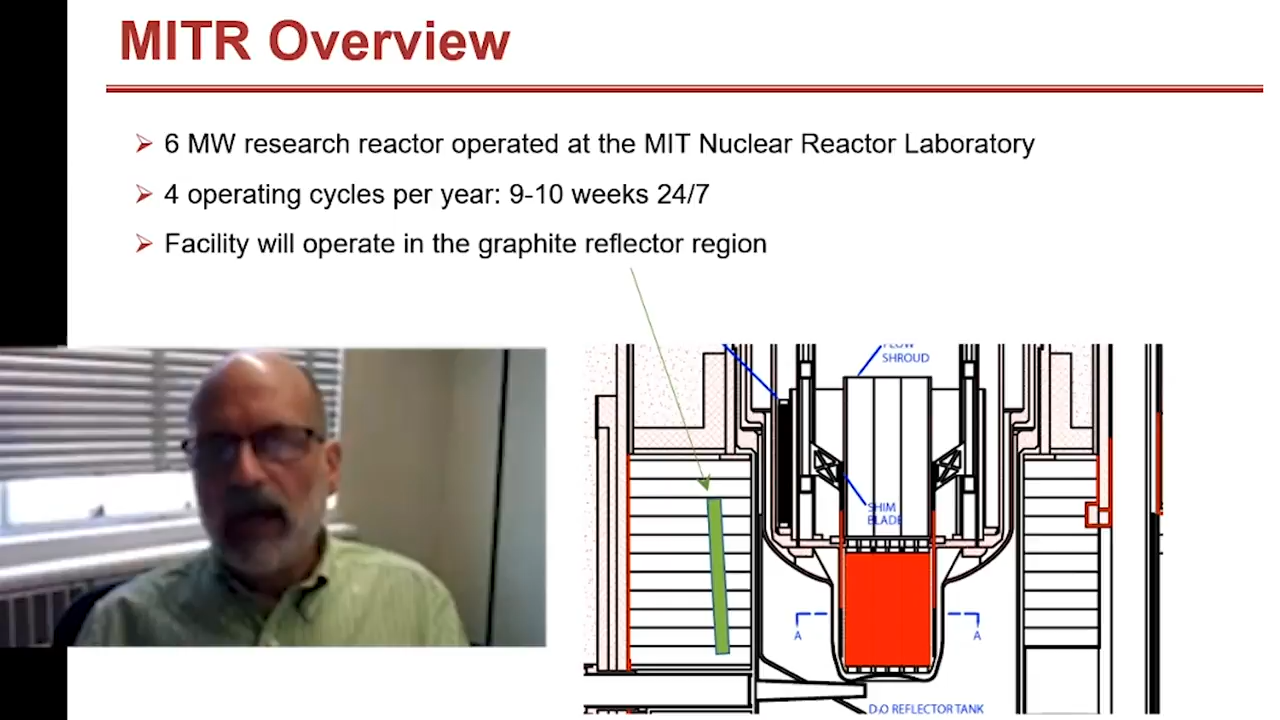 MITR Overview
6 MW research reactor operated at the MIT Nuclear Reactor Laboratory
4 operating cycles per year: 9-10 weeks 24/7
Facility will operate in the graphite reflector region
FLOW
SHROUD
SHIM
BLADE
A
A
D₂O REFLECTOR TANK